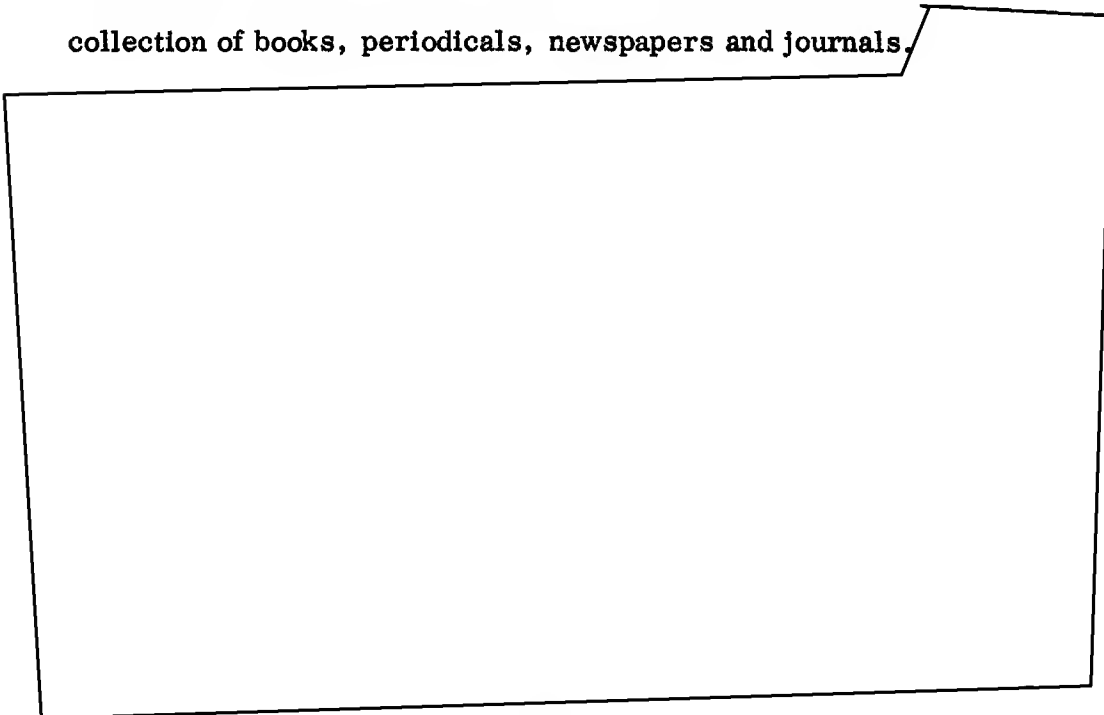 collection of books, periodicals, newspapers and journals.